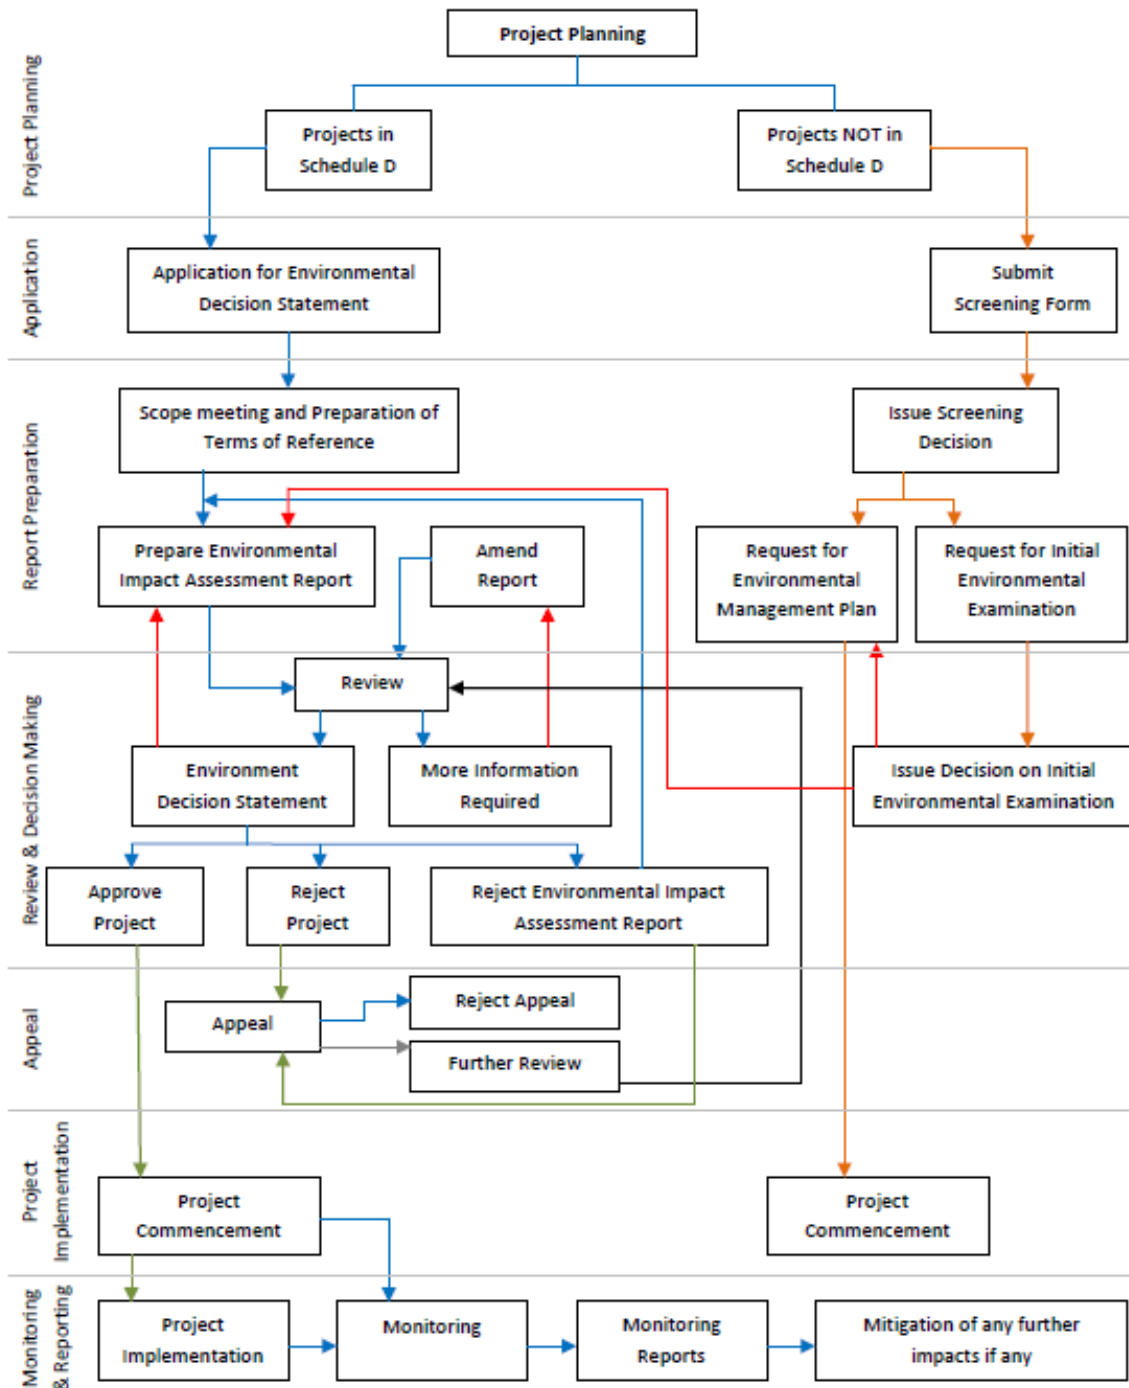 Project Planning
Project Planning
Projects in
Schedule D
Projects NOT in
Schedule D
Application
Application for Environmental
Decision Statement
Submit
Screening Form
Report Preparation
Scope meeting and Preparation of
Terms of Reference
Issue Screening
Decision
Prepare Environmental
Impact Assessment Report
Amend
Report
Request for
Environmental
Management Plan
Request for Initial
Environmental
Examination
Review & Decision Making
Review
Environment
Decision Statement
More Information
Required
Issue Decision on Initial
Environmental Examination
Approve
Project
Reject
Project
Reject Environmental Impact
Assessment Report
Appeal
Appeal
Reject Appeal
Further Review
Project
Implementation
Project
Commencement
Project
Commencement
Monitoring
& Reporting
Project
Implementation
Monitoring
Monitoring
Reports
Mitigation of any further
impacts if any